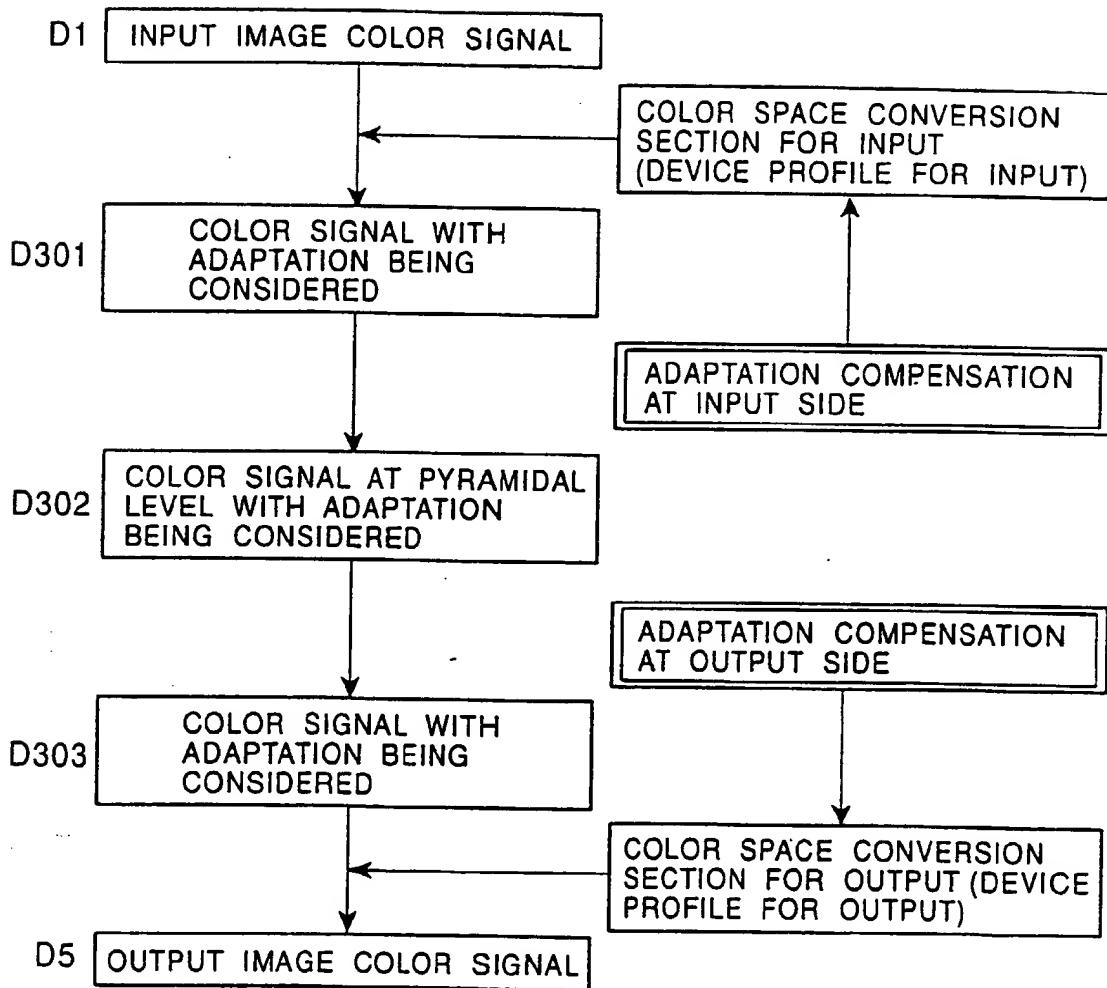 D1
INPUT IMAGE COLOR SIGNAL
COLOR SPACE CONVERSION
SECTION FOR INPUT
(DEVICE PROFILE FOR INPUT)
D301
COLOR SIGNAL WITH
ADAPTATION BEING
CONSIDERED
ADAPTATION COMPENSATION
AT INPUT SIDE
D302
COLOR SIGNAL AT PYRAMIDAL
LEVEL WITH ADAPTATION
BEING CONSIDERED
ADAPTATION COMPENSATION
AT OUTPUT SIDE
D303
COLOR SIGNAL WITH
ADAPTATION BEING
CONSIDERED
COLOR SPACE CONVERSION
SECTION FOR OUTPUT (DEVICE
PROFILE FOR OUTPUT)
D5
OUTPUT IMAGE COLOR SIGNAL